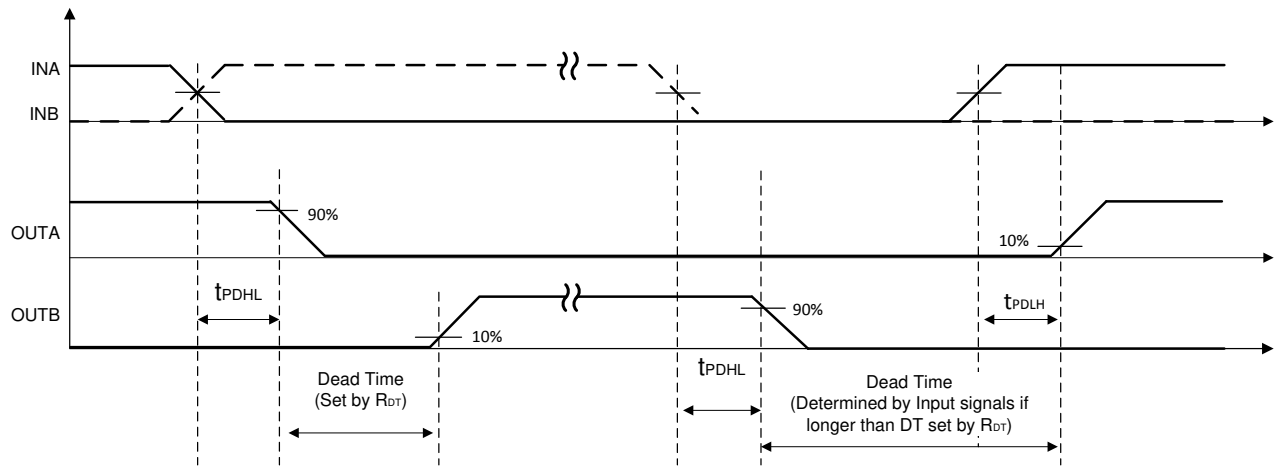 INA
INB
OUTA
90%
10%
tPDHL
tPDLH
OUTB
10%
90%
tPDHL
Dead Time
(Set by RDT)
Dead Time
(Determined by Input signals if
longer than DT set by RDT)